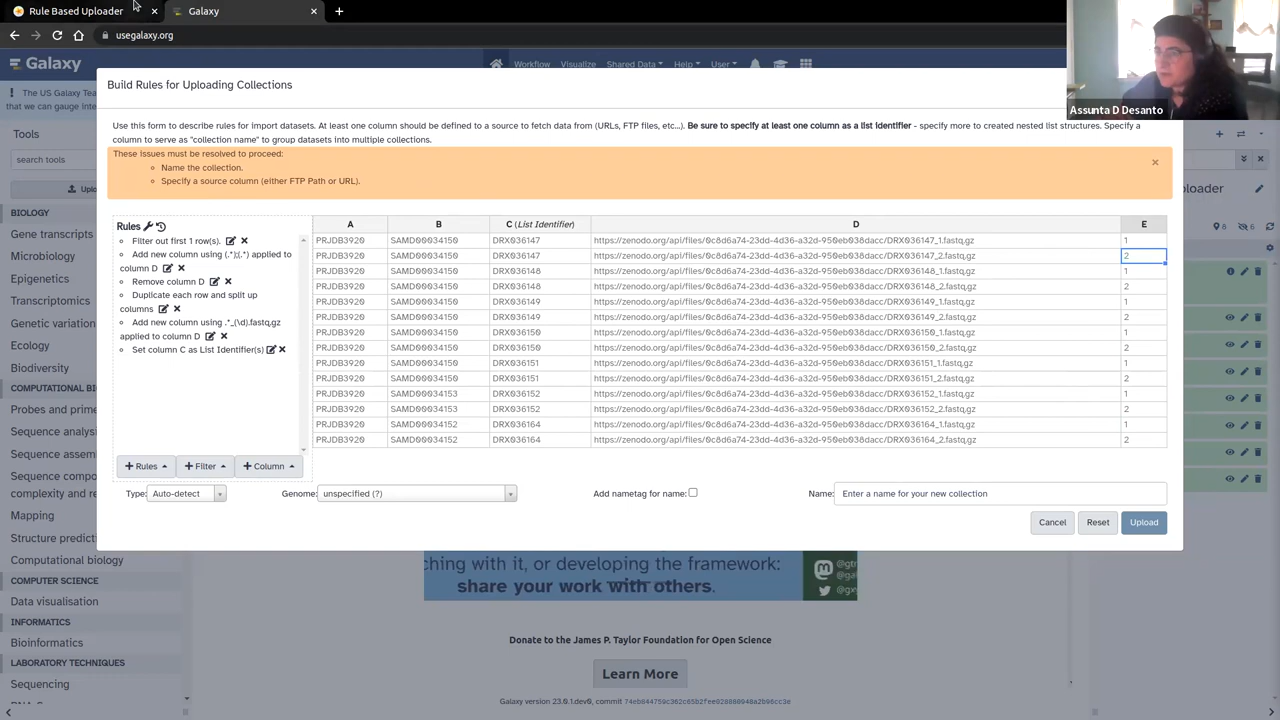 Rule Based Uploader
Galaxy
usegalaxy.org
Galaxy
Workflow Visualize Shared Data Help User
Build Rules for Uploading Collections
The US Galaxy Tea
that we can gauge inter
Use this form to describe rules for import datasets. At least one column should be defined to a source to fetch data from (URLs, FTP files, etc...). Be sure to specify at least one column as a list identifier - specify more to created nested list structures. Specify a
column to serve as "collection name" to group datasets into multiple collections.
Assunta D Desanto
Tools
search tools
Uplo
ploader
These issues must be resolved to proceed:
Name the collection.
Specify a source column (either FTP Path or URL).
BIOLOGY
Gene transcripts
Microbiology
Epigenetics
Transcriptomics
Genetic variation
Ecology
Biodiversity
COMPUTATIONAL BIO
Probes and prime
Sequence assem
Sequence compo
complexity and re
Mapping
Structure predicti
Computational biology
COMPUTER SCIENCE
Data visualisation
INFORMATICS
Bioinformatics
LABORATORY TECHNIQUES
Sequencing
8 6
Rules
Filter out first 1 row(s).
Add new column using (.*);(.*) applied to
column D
Remove column D
Duplicate each row and split up
columns
Add new column using .*_(\d).fastq.gz
applied to column D
Set column C as List Identifier(s)
Rules Filter Column
A B C (List Identifier) D E
PRJDB3920 SAMD00034150 DRX036147 https://zenodo.org/api/files/0c8d6a74-23dd-4d36-a32d-950eb038dacc/DRX036147_1.fastq.gz 1
PRJDB3920 SAMD00034150 DRX036147 https://zenodo.org/api/files/0c8d6a74-23dd-4d36-a32d-950eb038dacc/DRX036147_2.fastq.gz 2
PRJDB3920 SAMD00034150 DRX036148 https://zenodo.org/api/files/0c8d6a74-23dd-4d36-a32d-950eb038dacc/DRX036148_1.fastq.gz 1
PRJDB3920 SAMD00034150 DRX036148 https://zenodo.org/api/files/0c8d6a74-23dd-4d36-a32d-950eb038dacc/DRX036148_2.fastq.gz 2
PRJDB3920 SAMD00034150 DRX036149 https://zenodo.org/api/files/0c8d6a74-23dd-4d36-a32d-950eb038dacc/DRX036149_1.fastq.gz 1
PRJDB3920 SAMD00034150 DRX036149 https://zenodo.org/api/files/0c8d6a74-23dd-4d36-a32d-950eb038dacc/DRX036149_2.fastq.gz 2
PRJDB3920 SAMD00034150 DRX036150 https://zenodo.org/api/files/0c8d6a74-23dd-4d36-a32d-950eb038dacc/DRX036150_1.fastq.gz 1
PRJDB3920 SAMD00034150 DRX036150 https://zenodo.org/api/files/0c8d6a74-23dd-4d36-a32d-950eb038dacc/DRX036150_2.fastq.gz 2
PRJDB3920 SAMD00034150 DRX036151 https://zenodo.org/api/files/0c8d6a74-23dd-4d36-a32d-950eb038dacc/DRX036151_1.fastq.gz 1
PRJDB3920 SAMD00034150 DRX036151 https://zenodo.org/api/files/0c8d6a74-23dd-4d36-a32d-950eb038dacc/DRX036151_2.fastq.gz 2
PRJDB3920 SAMD00034153 DRX036152 https://zenodo.org/api/files/0c8d6a74-23dd-4d36-a32d-950eb038dacc/DRX036152_1.fastq.gz 1
PRJDB3920 SAMD00034153 DRX036152 https://zenodo.org/api/files/0c8d6a74-23dd-4d36-a32d-950eb038dacc/DRX036152_2.fastq.gz 2
PRJDB3920 SAMD00034152 DRX036164 https://zenodo.org/api/files/0c8d6a74-23dd-4d36-a32d-950eb038dacc/DRX036164_1.fastq.gz 1
PRJDB3920 SAMD00034152 DRX036164 https://zenodo.org/api/files/0c8d6a74-23dd-4d36-a32d-950eb038dacc/DRX036164_2.fastq.gz 2
Type: Auto-detect Genome: unspecified (?) Add nametag for name: Name: Enter a name for your new collection
Cancel Reset Upload
ching with it, or developing the framework:
share your work with others.
@gtr
@gala
@gx
Donate to the James P. Taylor Foundation for Open Science
Learn More
Galaxy version 23.0.1.dev0, commit